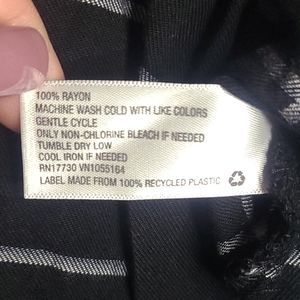 100% RAYON
MACHINE WASH COLD WITH LIKE COLORS
GENTLE CYCLE
ONLY NON-CHLORINE BLEACH IF NEEDED
TUMBLE DRY LOW
COOL IRON IF NEEDED
RN17730 VN1055164
LABEL MADE FROM 100% RECYCLED PLASTIC